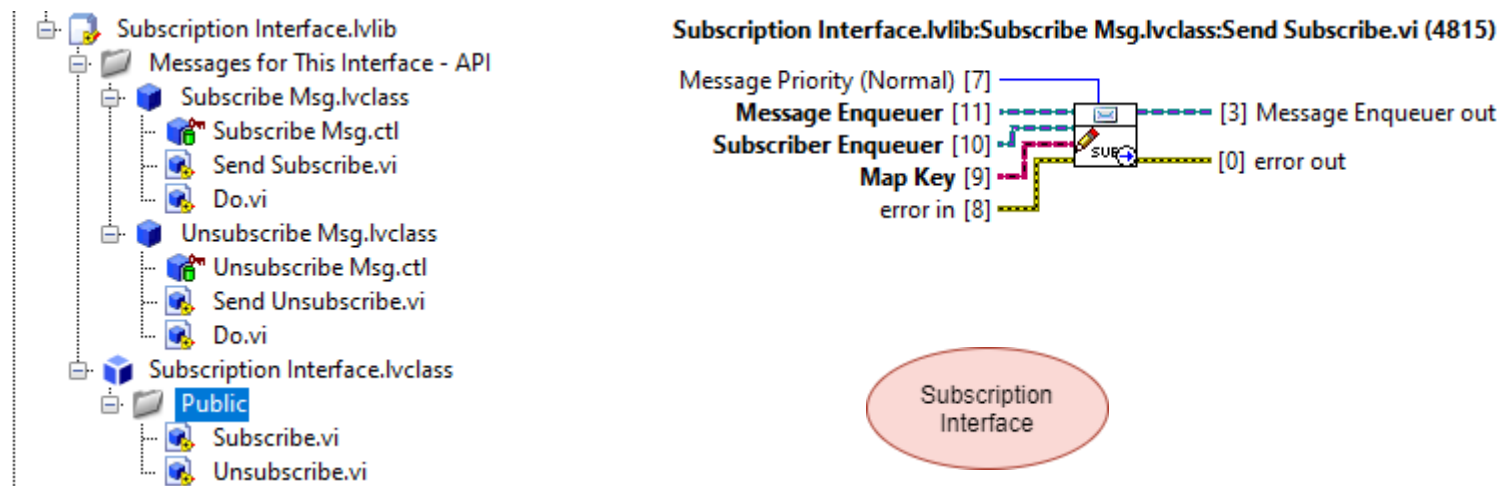 Subscription Interface.lvlib
Messages for This Interface - API
Subscribe Msg.lvclass
Subscribe Msg.ctl
Send Subscribe.vi
Do.vi
Unsubscribe Msg.lvclass
Unsubscribe Msg.ctl
Send Unsubscribe.vi
Do.vi
Subscription Interface.lvclass
Public
Subscribe.vi
Unsubscribe.vi
Subscription Interface.lvlib:Subscribe Msg.lvclass:Send Subscribe.vi (4815)
Message Priority (Normal) [7]
Message Enqueuer [11]
[3] Message Enqueuer out
Subscriber Enqueuer [10]
SUB
Map Key [9]
[0] error out
error in [8]
Subscription
Interface